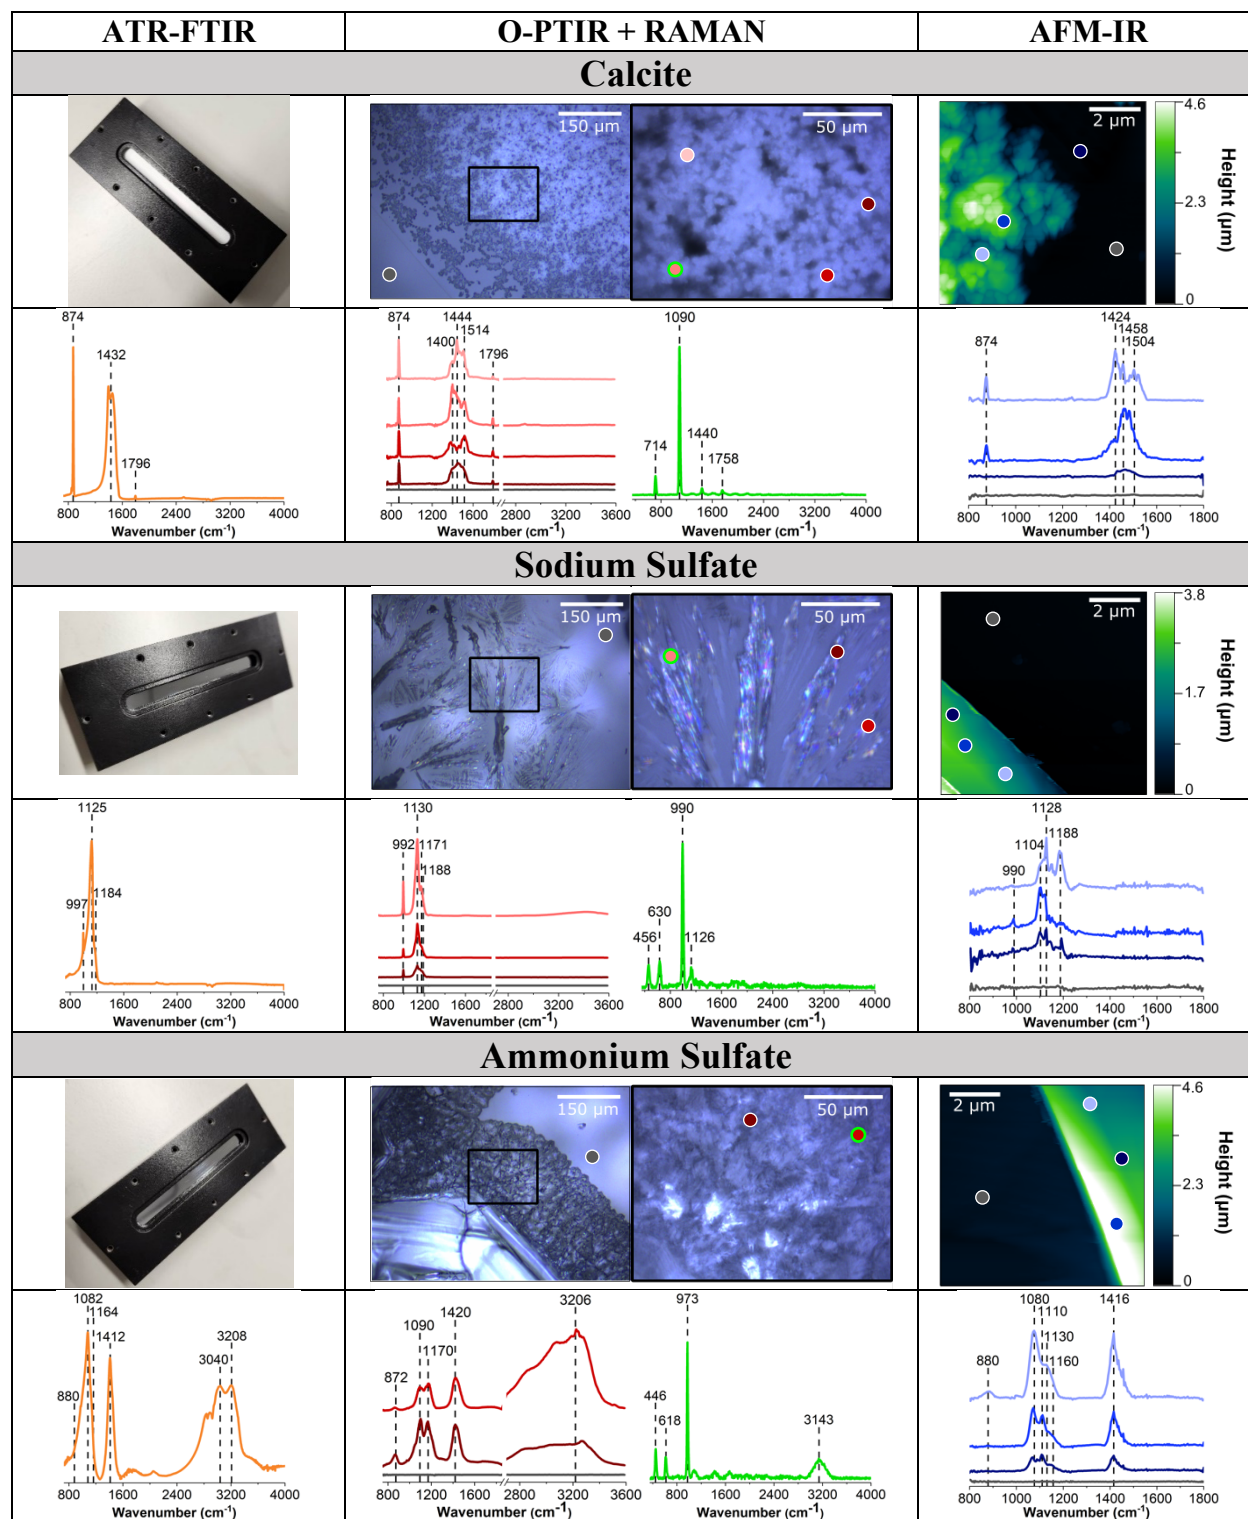 ATR-FTIR
O-PTIR + RAMAN
AFM-IR
Calcite
150 µm
50 µm
2 µm
4.6
2.3
0
Height (µm)
874
1432
1796
800 1600 2400 3200 4000
Wavenumber (cm-1)
874
1444
1400
1514
1796
800 1400 2800 3600
Wavenumber (cm-1)
1090
714
1440
1758
800 1600 2400 3200 4000
Wavenumber (cm-1)
1424
1458
1504
874
800 1000 1200 1400 1600 1800
Wavenumber (cm-1)
Sodium Sulfate
150 µm
50 µm
2 µm
3.8
1.7
0
Height (µm)
1125
997
1184
800 1600 2400 3200 4000
Wavenumber (cm-1)
1130
992
1171
1188
800 1200 2800 3600
Wavenumber (cm-1)
990
630
456
1126
800 1600 2400 3200 4000
Wavenumber (cm-1)
1128
1104
1188
990
800 1000 1200 1400 1600 1800
Wavenumber (cm-1)
Ammonium Sulfate
150 µm
50 µm
2 µm
4.6
2.3
0
Height (µm)
1082
1164
1412
3208
3040
880
800 1600 2400 3200 4000
Wavenumber (cm-1)
3206
1420
1090
1170
872
800 1200 2800 3600
Wavenumber (cm-1)
973
446
618
3143
800 1600 2400 3200 4000
Wavenumber (cm-1)
1080
1110
1416
1130
1160
880
800 1000 1200 1400 1600 1800
Wavenumber (cm-1)